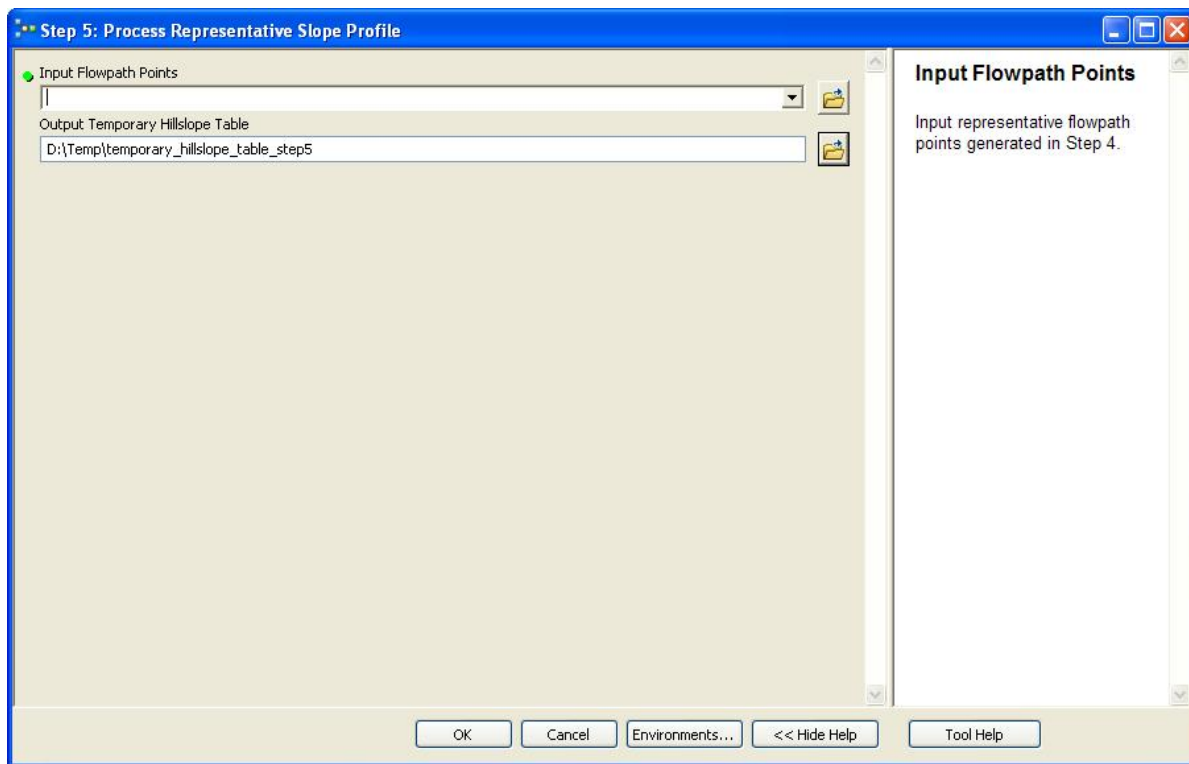 Step 5: Process Representative Slope Profile
Input Flowpath Points
Output Temporary Hillslope Table
D:\Temp\temporary_hillslope_table_step5
Input Flowpath Points
Input representative flowpath
points generated in Step 4.
OK
Cancel
Environments...
<< Hide Help
Tool Help